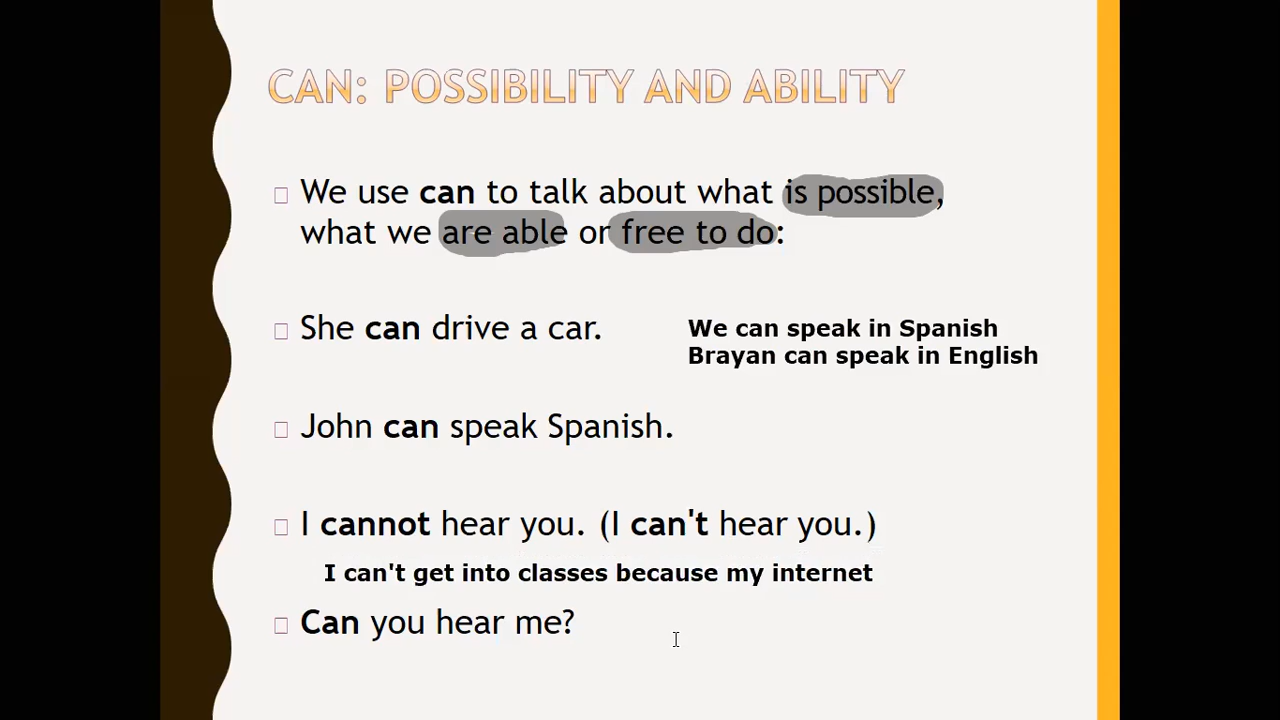 CAN: POSSIBILITY AND ABILITY
We use can to talk about what is possible,
what we are able or free to do:
She can drive a car.
We can speak in Spanish
Brayan can speak in English
John can speak Spanish.
I cannot hear you. (I can't hear you.)
I can't get into classes because my internet
Can you hear me?